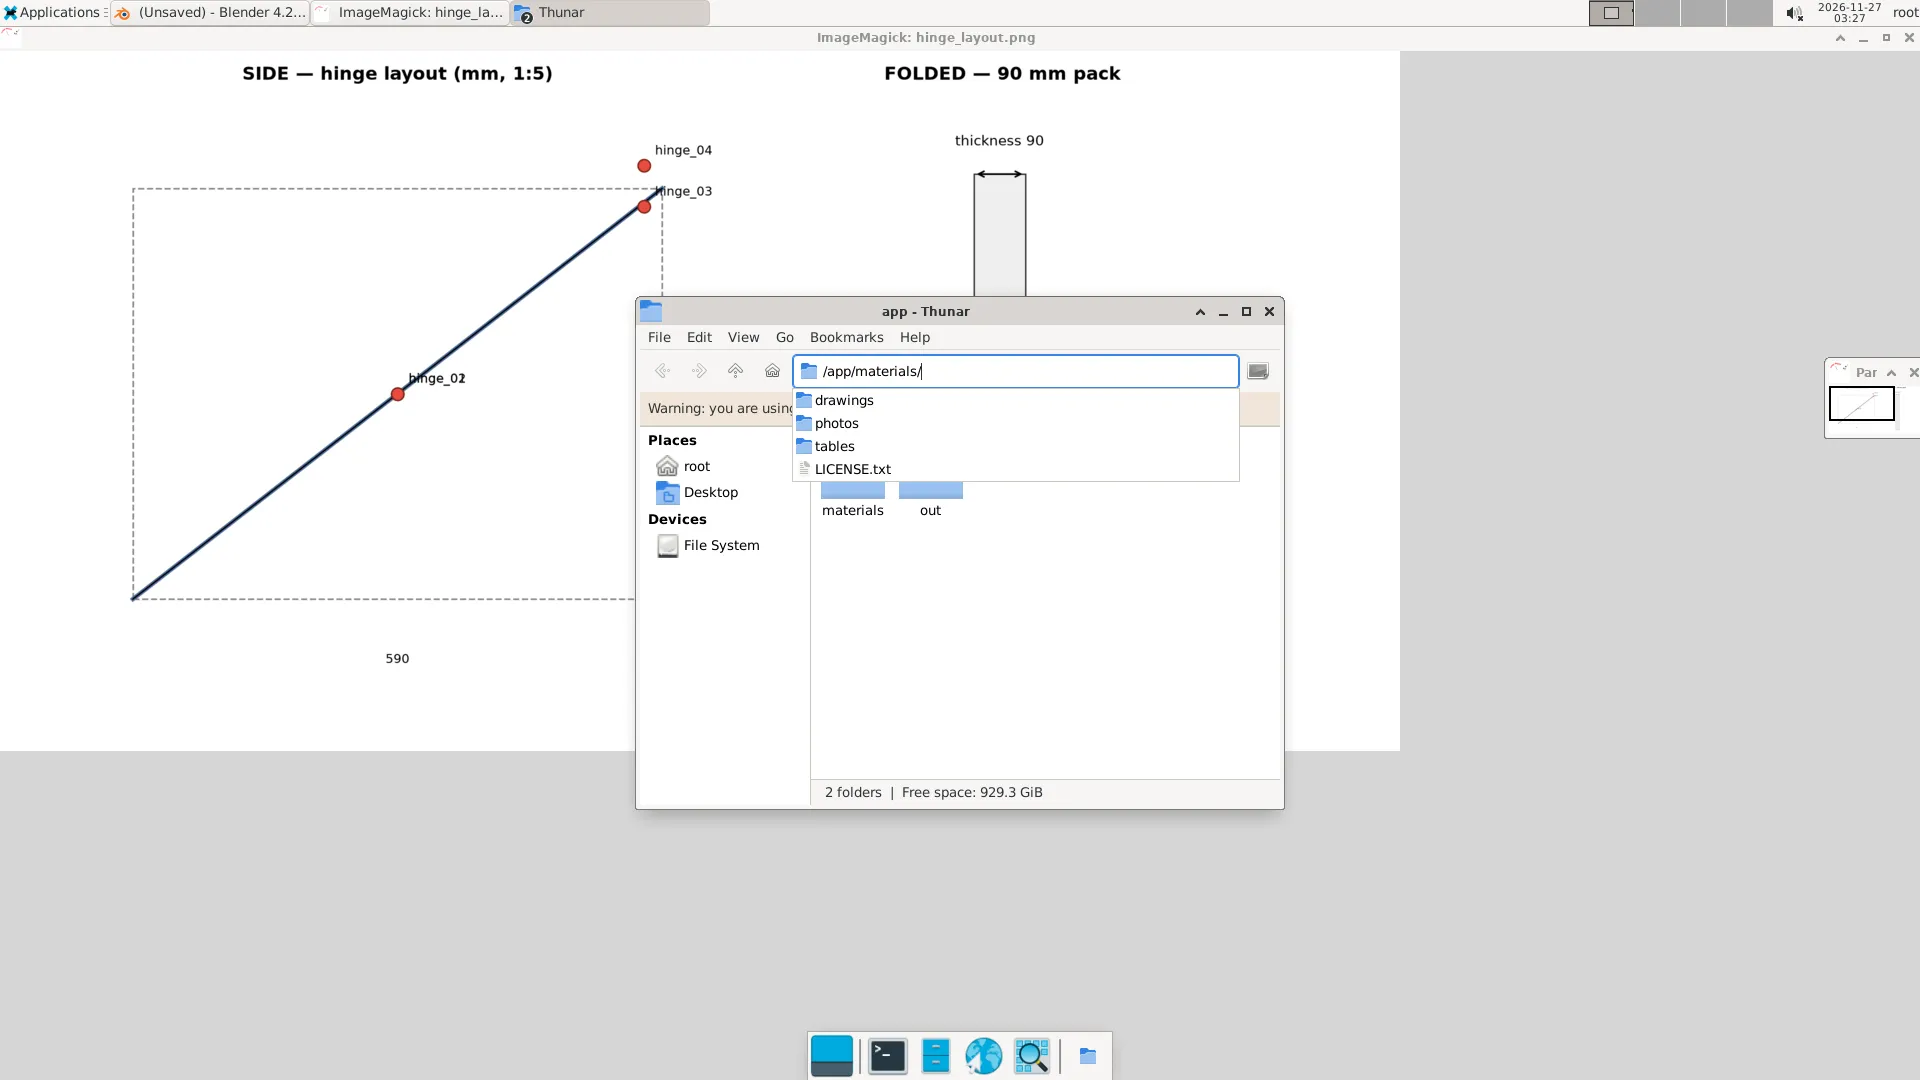 Applications
(Unsaved) - Blender 4.2...
ImageMagick: hinge_la...
2
Thunar
2026-11-27
03:27
root
ImageMagick: hinge_layout.png
SIDE — hinge layout (mm, 1:5)
FOLDED — 90 mm pack
thickness 90
hinge_04
hinge_03
590
app - Thunar
File
Edit
View
Go
Bookmarks
Help
/app/materials/
Warning: you are using
drawings
photos
tables
LICENSE.txt
Places
root
Desktop
Devices
File System
materials
out
2 folders | Free space: 929.3 GiB
Par